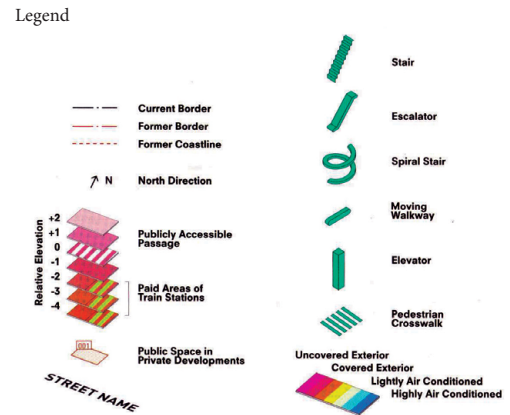 Legend
Current Border
Former Border
Former Coastline
N
North Direction
Relative Elevation
+2
+1
0
-1
-2
-3
-4
Publicly Accessible
Passage
Paid Areas of
Train Stations
001
Public Space in
Private Developments
STREET NAME
Stair
Escalator
Spiral Stair
Moving
Walkway
Elevator
Pedestrian
Crosswalk
Uncovered Exterior
Covered Exterior
Lightly Air Conditioned
Highly Air Conditioned